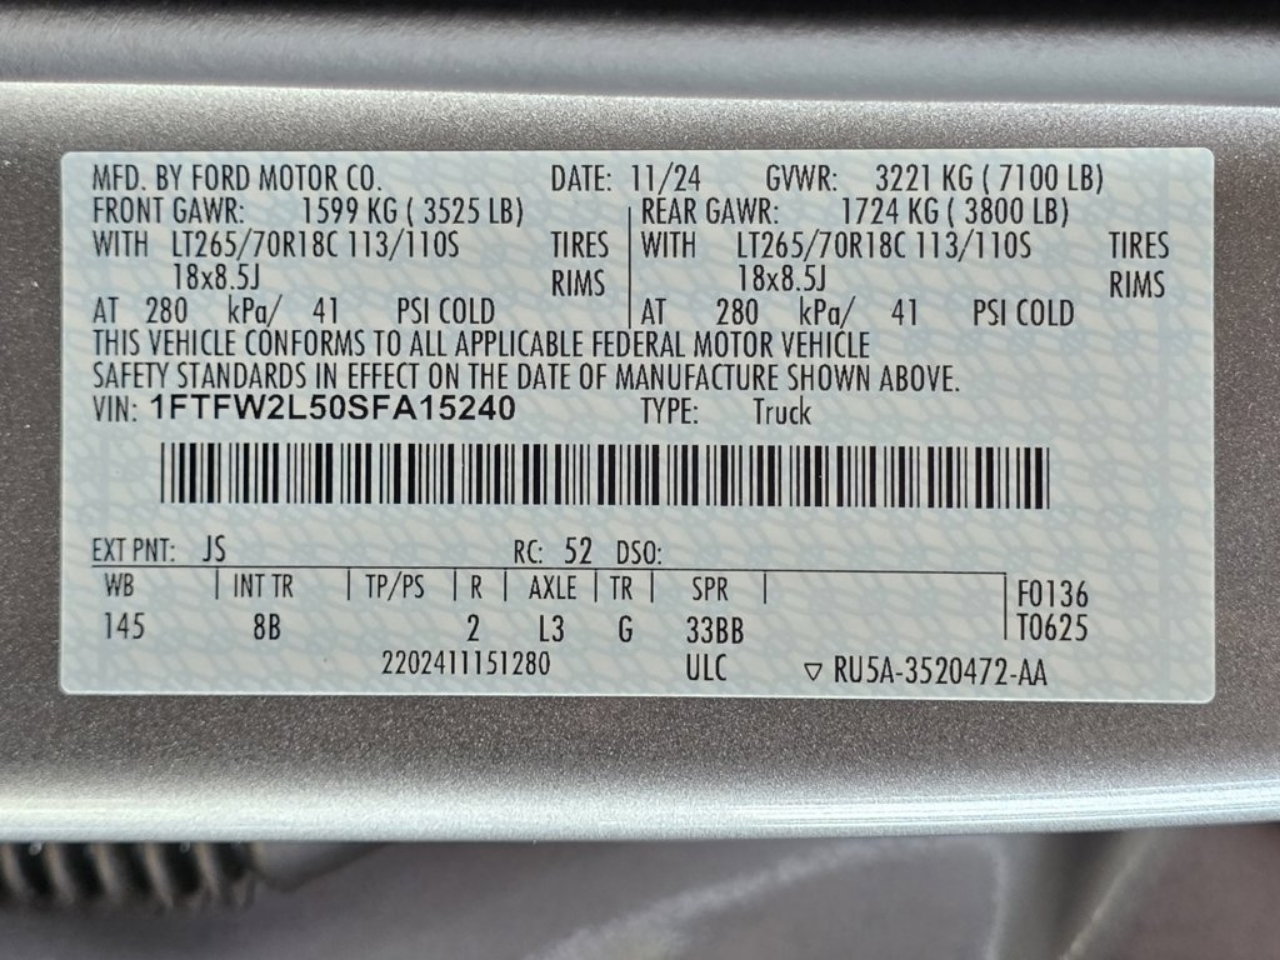 MFD. BY FORD MOTOR CO. DATE: 11/24 GVWR: 3221 KG ( 7100 LB)
FRONT GAWR: 1599 KG ( 3525 LB) REAR GAWR: 1724 KG ( 3800 LB)
WITH LT265/70R18C 113/110S TIRES WITH LT265/70R18C 113/110S TIRES
18x8.5J RIMS 18x8.5J RIMS
AT 280 kPa/ 41 PSI COLD AT 280 kPa/ 41 PSI COLD
THIS VEHICLE CONFORMS TO ALL APPLICABLE FEDERAL MOTOR VEHICLE
SAFETY STANDARDS IN EFFECT ON THE DATE OF MANUFACTURE SHOWN ABOVE.
VIN: 1FTFW2L50SFA15240 TYPE: Truck
EXT PNT: JS RC: 52 DSO:
WB INT TR TP/PS R AXLE TR SPR F0136
145 8B 2 L3 G 33BB T0625
2202411151280 ULC ▽ RU5A-3520472-AA